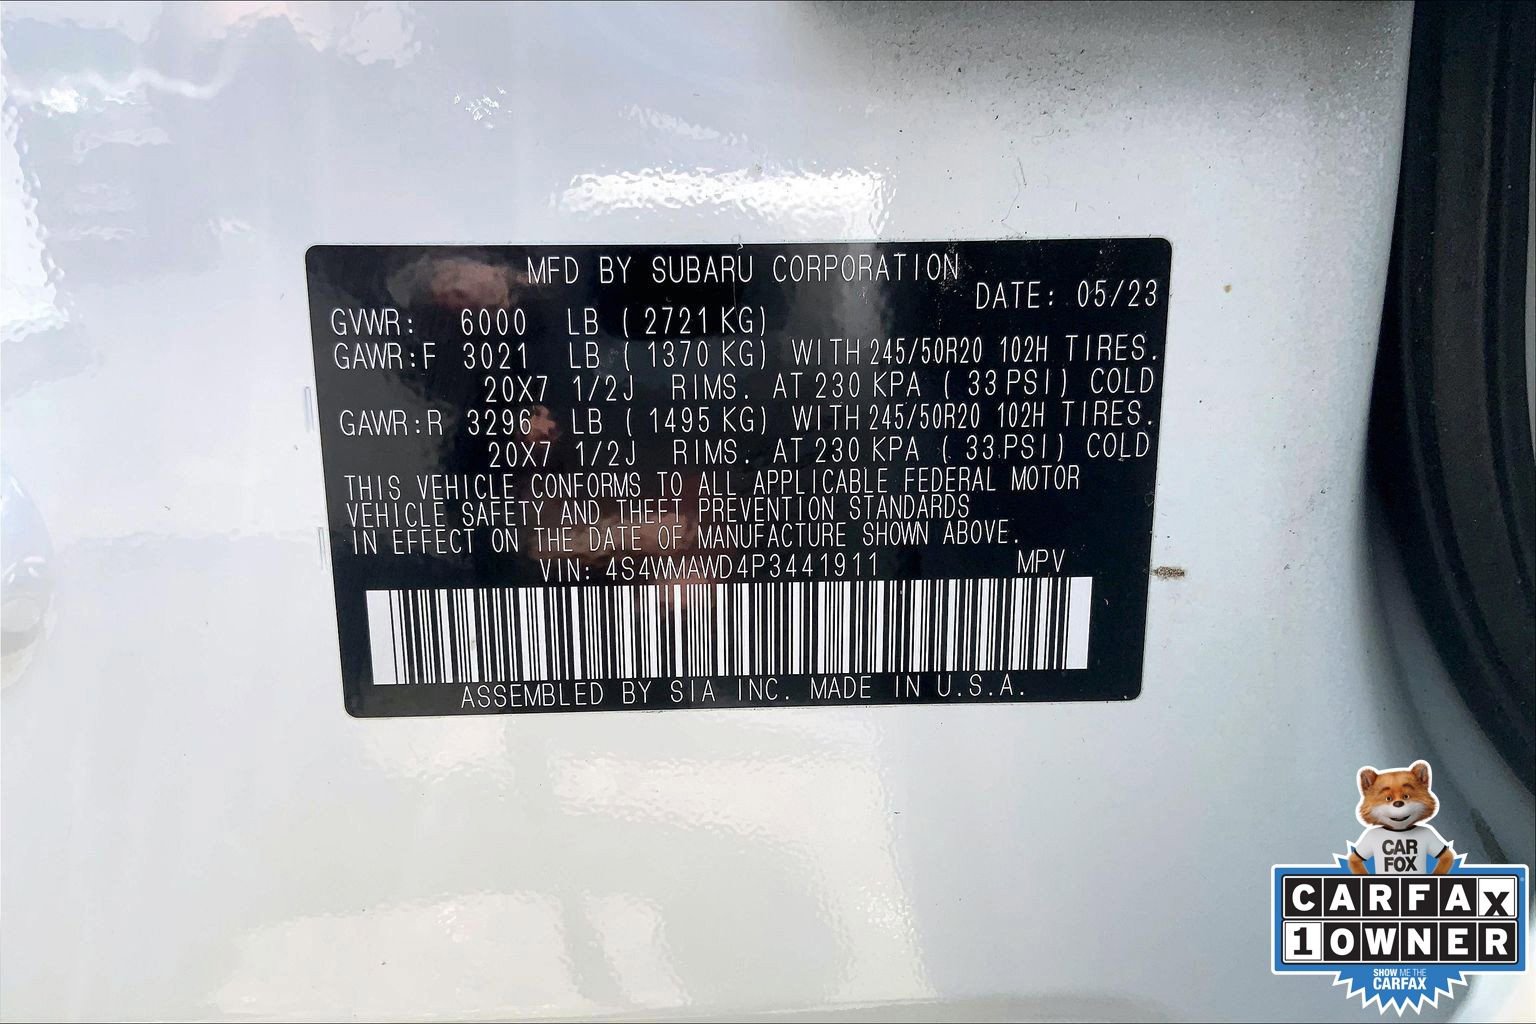 MFD BY SUBARU CORPORATION
DATE: 05/23
GVWR: 6000 LB ( 2721 KG)
GAWR:F 3021 LB ( 1370 KG) WITH 245/50R20 102H TIRES.
20X7 1/2J RIMS. AT 230 KPA ( 33 PSI) COLD
GAWR:R 3296 LB ( 1495 KG) WITH 245/50R20 102H TIRES.
20X7 1/2J RIMS. AT 230 KPA ( 33 PSI) COLD
THIS VEHICLE CONFORMS TO ALL APPLICABLE FEDERAL MOTOR
VEHICLE SAFETY AND THEFT PREVENTION STANDARDS
IN EFFECT ON THE DATE OF MANUFACTURE SHOWN ABOVE.
VIN: 4S4WMAWD4P3441911 MPV
ASSEMBLED BY SIA INC. MADE IN U.S.A.
CAR
FOX
CARFAX
1 OWNER
SHOW ME THE
CARFAX